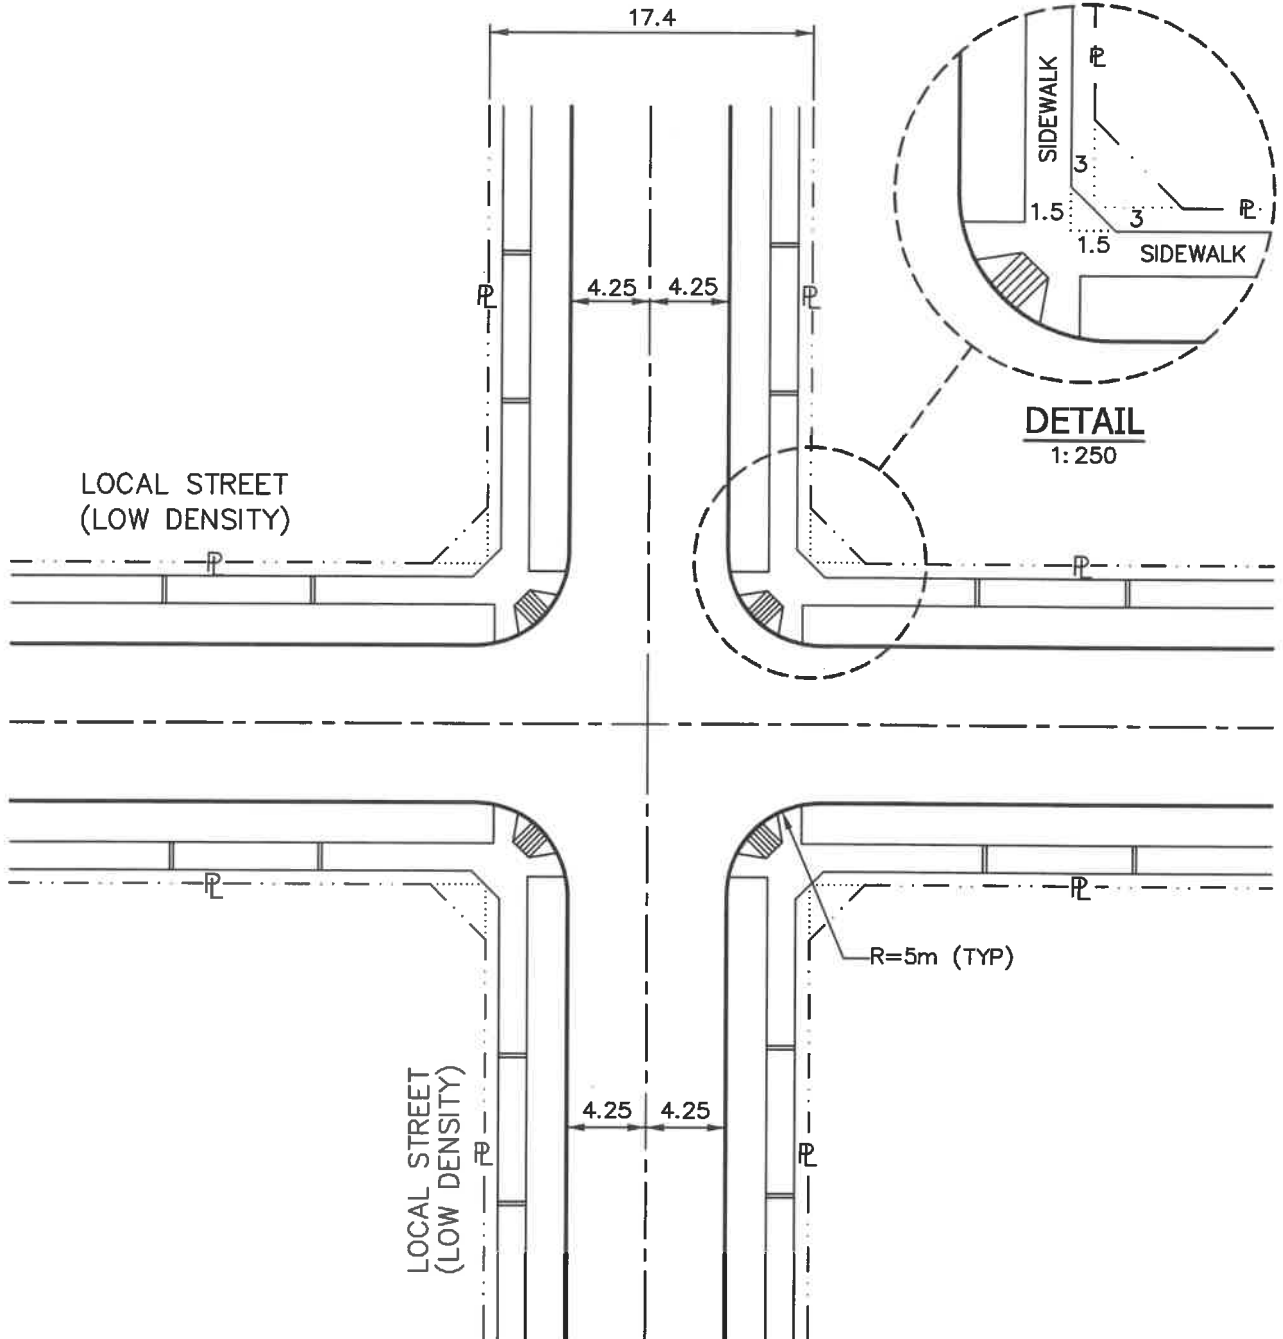 17.4
SIDEWALK
PL
3
1.5
3
PL
1.5
SIDEWALK
PL
4.25
4.25
PL
DETAIL
1:250
LOCAL STREET
(LOW DENSITY)
PL
PL
PL
PL
R=5m (TYP)
LOCAL STREET
(LOW DENSITY)
4.25
4.25
PL
PL